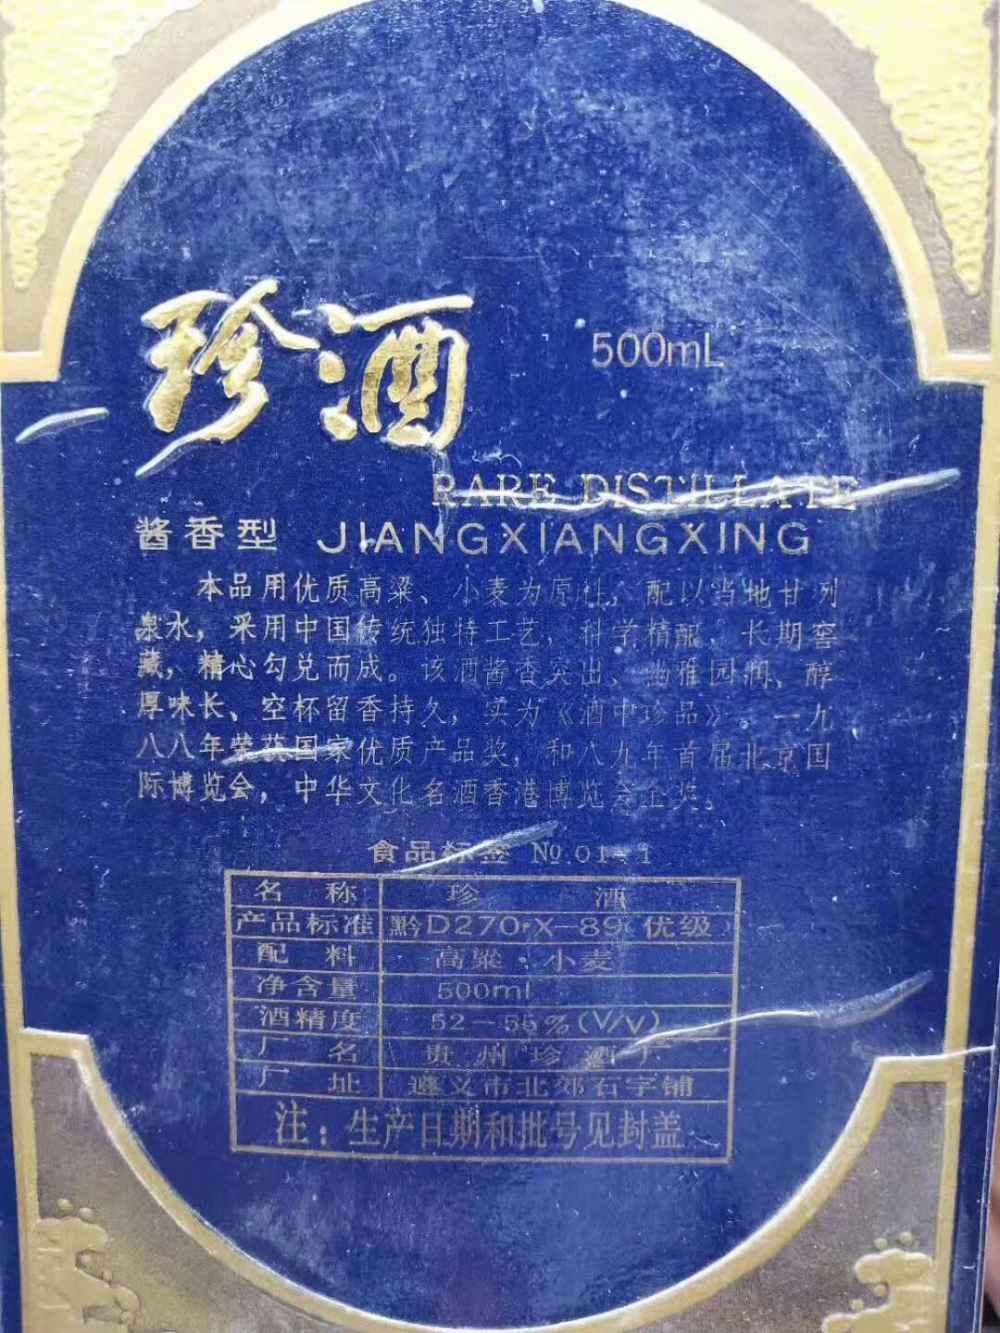 珍酒
500mL
RARE DISTILLATE
酱香型 JIANGXIANGXING
本品用优质高粱、小麦为原料，配以当地甘冽
泉水，采用中国传统独特工艺，科学精酿、长期窖
藏，精心勾兑而成。该酒酱香突出、幽雅园润、醇
厚味长、空杯留香持久，实为《酒中珍品》。一九
八八年荣获国家优质产品奖，和八九年首届北京国
际博览会，中华文化名酒香港博览会金奖。
食品标签 №.01-1
名 称 珍 酒
产品标准 黔D270·X-89(优级)
配 料 高粱·小麦
净含量 500ml
酒精度 52-55%(V/V)
厂 名 贵州珍酒厂
厂 址 遵义市北郊石字铺
注：生产日期和批号见封盖